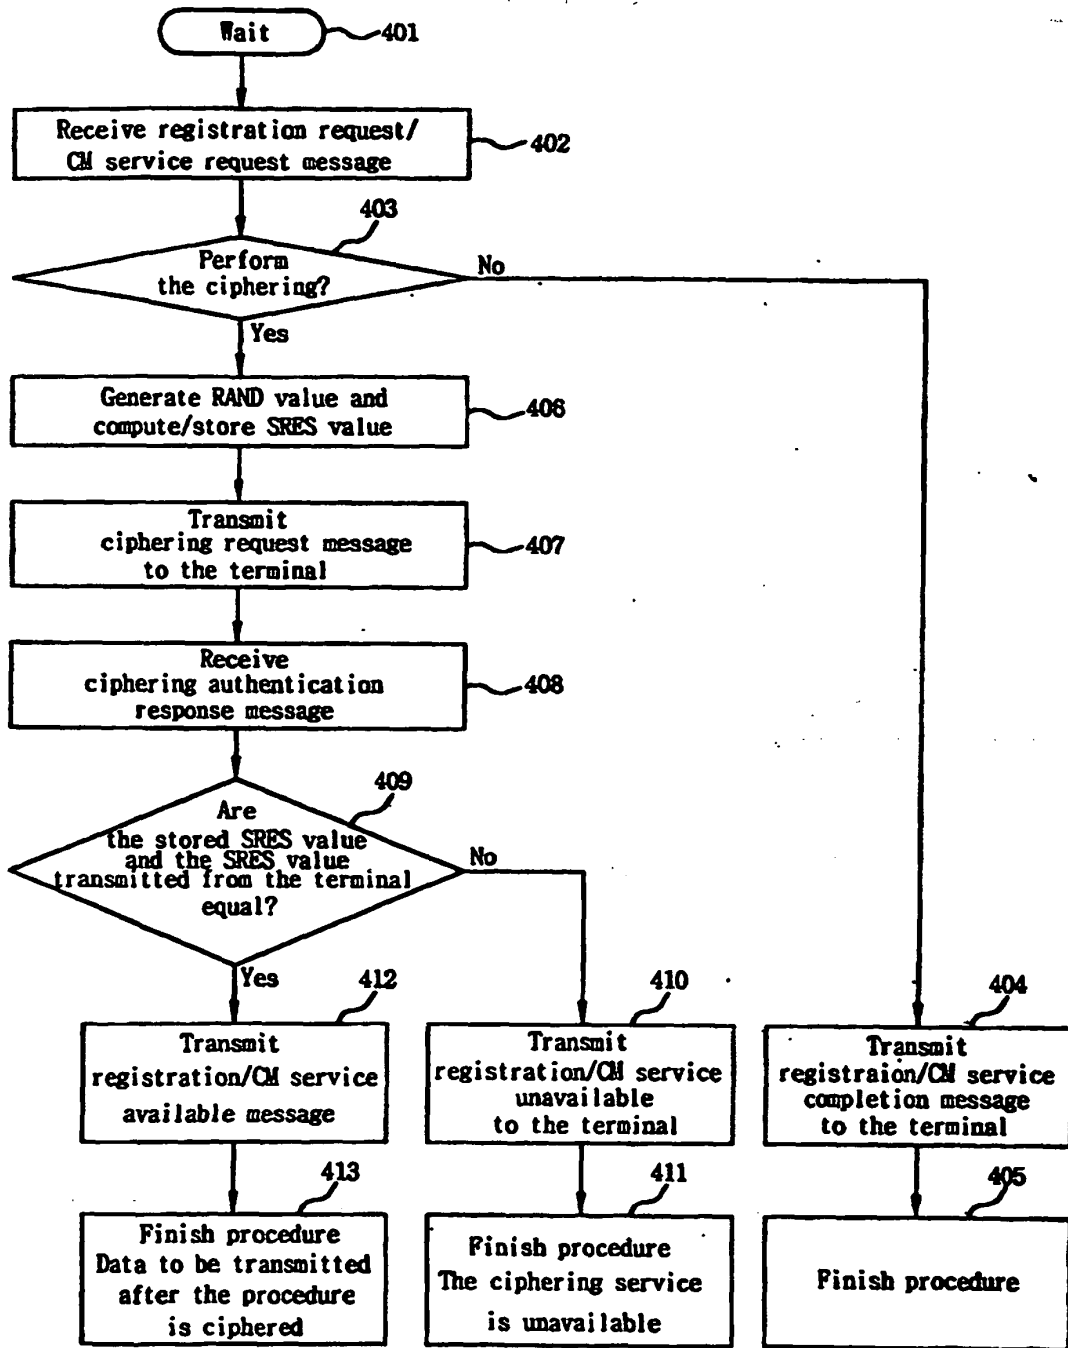 Wait
401
Receive registration request/
CM service request message
402
403
Perform
the ciphering?
No
Yes
Generate RAND value and
compute/store SRES value
406
Transmit
ciphering request message
to the terminal
407
Receive
ciphering authentication
response message
408
409
Are
the stored SRES value
and the SRES value
transmitted from the terminal
equal?
No
Yes
412
Transmit
registration/CM service
available message
410
Transmit
registration/CM service
unavailable
to the terminal
404
Transmit
registraion/CM service
completion message
to the terminal
413
Finish procedure
Data to be transmitted
after the procedure
is ciphered
411
Finish procedure
The ciphering service
is unavailable
405
Finish procedure